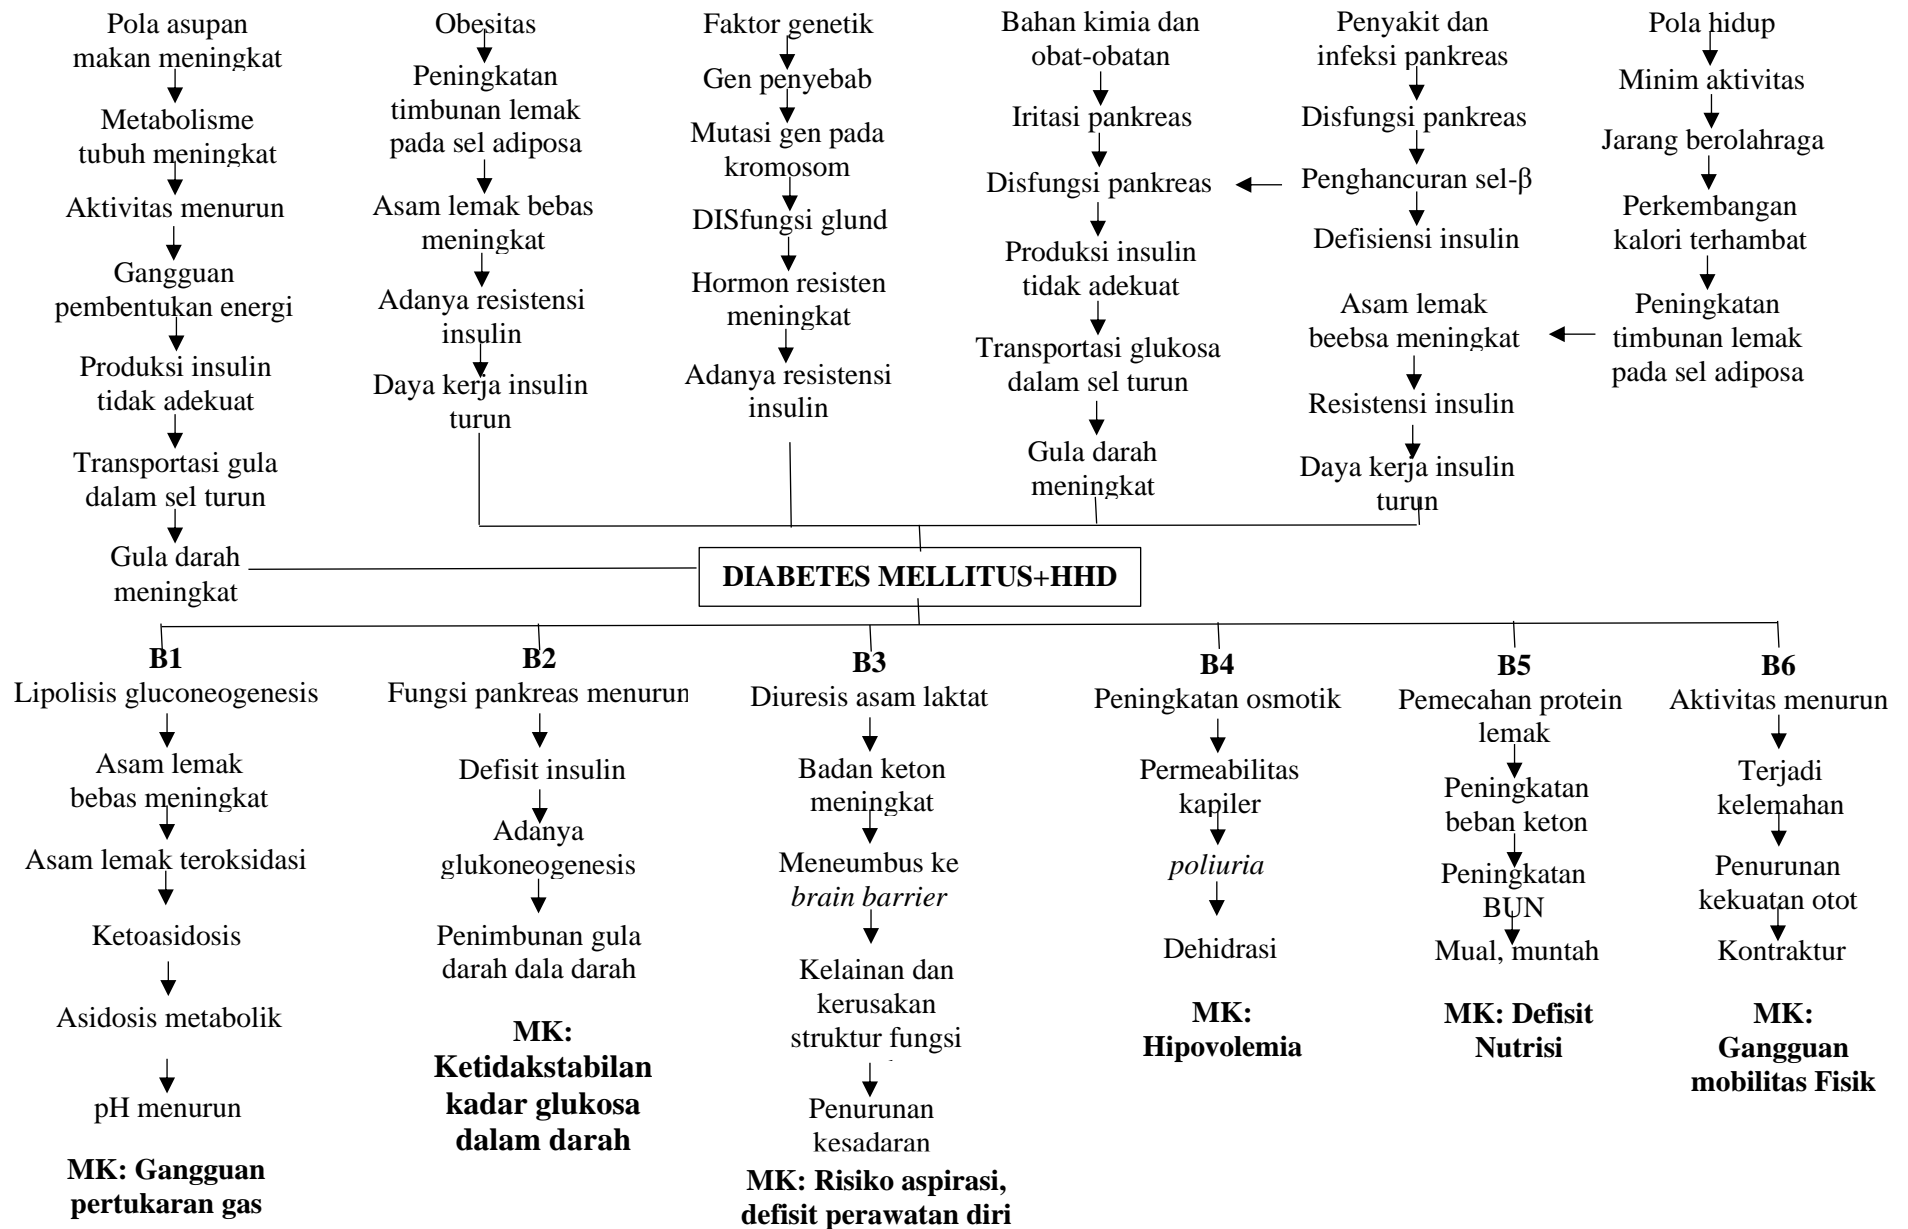 Pola asupan
makan meningkat
Metabolisme
tubuh meningkat
Aktivitas menurun
Gangguan
pembentukan energi
Produksi insulin
tidak adekuat
Transportasi gula
dalam sel turun
Gula darah
meningkat
Obesitas
Peningkatan
timbunan lemak
pada sel adiposa
Asam lemak bebas
meningkat
Adanya resistensi
insulin
Daya kerja insulin
turun
Faktor genetik
Gen penyebab
Mutasi gen pada
kromosom
DISfungsi glund
Hormon resisten
meningkat
Adanya resistensi
insulin
Bahan kimia dan
obat-obatan
Iritasi pankreas
Disfungsi pankreas
Produksi insulin
tidak adekuat
Transportasi glukosa
dalam sel turun
Gula darah
meningkat
Penyakit dan
infeksi pankreas
Disfungsi pankreas
Penghancuran sel-β
Defisiensi insulin
Asam lemak
beebsa meningkat
Resistensi insulin
Daya kerja insulin
turun
Pola hidup
Minim aktivitas
Jarang berolahraga
Perkembangan
kalori terhambat
Peningkatan
timbunan lemak
pada sel adiposa
DIABETES MELLITUS+HHD
B1
Lipolisis gluconeogenesis
Asam lemak
bebas meningkat
Asam lemak teroksidasi
Ketoasidosis
Asidosis metabolik
pH menurun
MK: Gangguan
pertukaran gas
B2
Fungsi pankreas menurun
Defisit insulin
Adanya
glukoneogenesis
Penimbunan gula
darah dala darah
MK:
Ketidakstabilan
kadar glukosa
dalam darah
B3
Diuresis asam laktat
Badan keton
meningkat
Meneumbus ke
brain barrier
Kelainan dan
kerusakan
struktur fungsi
Penurunan
kesadaran
MK: Risiko aspirasi,
defisit perawatan diri
B4
Peningkatan osmotik
Permeabilitas
kapiler
poliuria
Dehidrasi
MK:
Hipovolemia
B5
Pemecahan protein
lemak
Peningkatan
beban keton
Peningkatan
BUN
Mual, muntah
MK: Defisit
Nutrisi
B6
Aktivitas menurun
Terjadi
kelemahan
Penurunan
kekuatan otot
Kontraktur
MK:
Gangguan
mobilitas Fisik